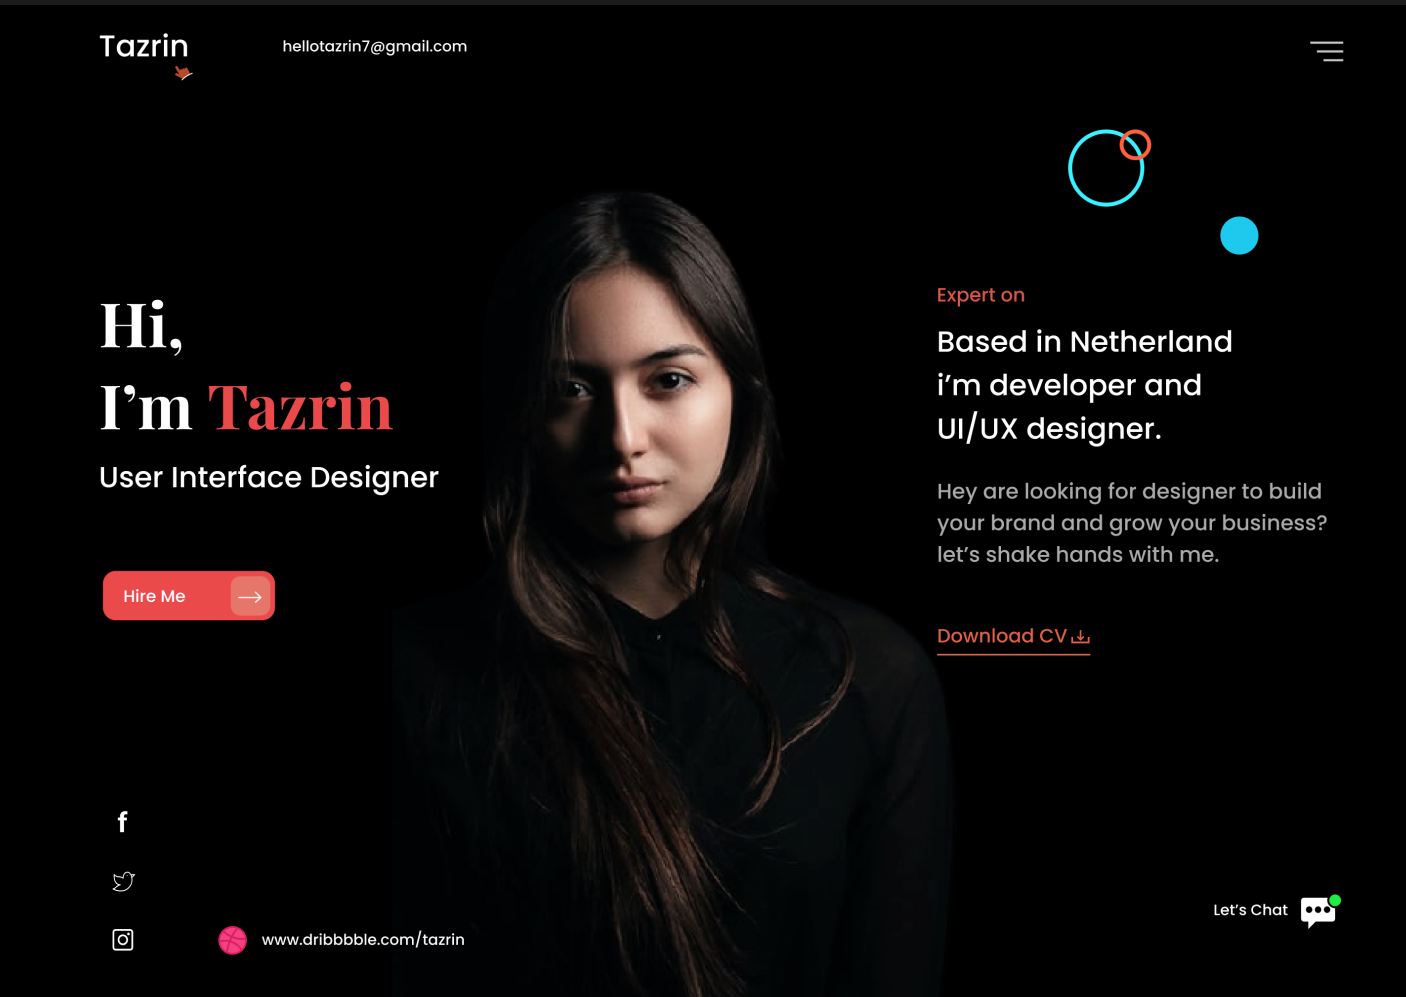 Tazrin
hellotazrin7@gmail.com
Hi,
I'm Tazrin
User Interface Designer
Hire Me
Expert on
Based in Netherland
i'm developer and
UI/UX designer.
Hey are looking for designer to build
your brand and grow your business?
let's shake hands with me.
Download CV
f
www.dribbbble.com/tazrin
Let's Chat